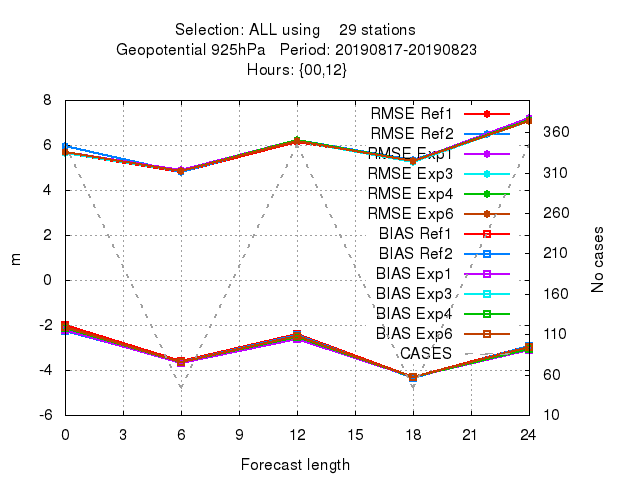 Selection: ALL using    29 stations
Geopotential 925hPa   Period: 20190817-20190823
Hours: {00,12}
8
6
4
2
0
-2
-4
-6
m
RMSE Ref1
RMSE Ref2
RMSE Exp1
RMSE Exp3
RMSE Exp4
RMSE Exp6
BIAS Ref1
BIAS Ref2
BIAS Exp1
BIAS Exp3
BIAS Exp4
BIAS Exp6
CASES
360
310
260
210
160
110
60
10
No cases
0 3 6 9 12 15 18 21 24
Forecast length